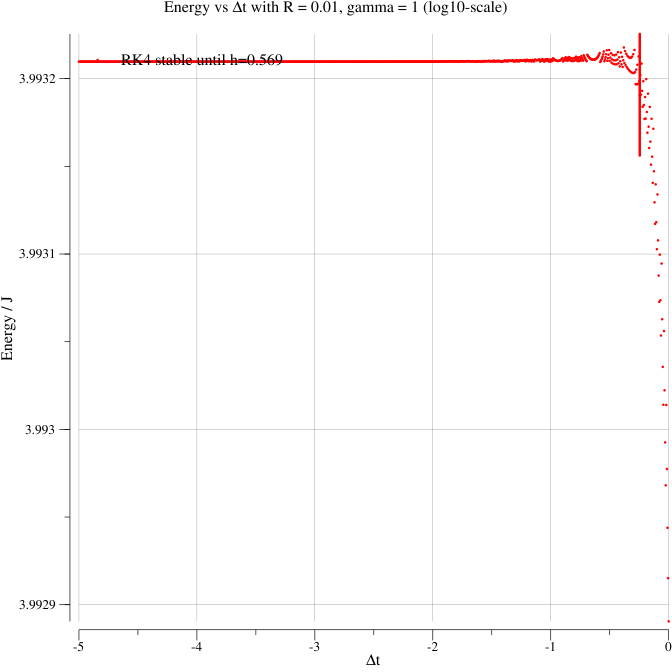 Energy vs Δt with R = 0.01, gamma = 1 (log10-scale)
RK4 stable until h=0.569
3.9932
3.9931
3.993
3.9929
Energy / J
-5 -4 -3 -2 -1 0
Δt